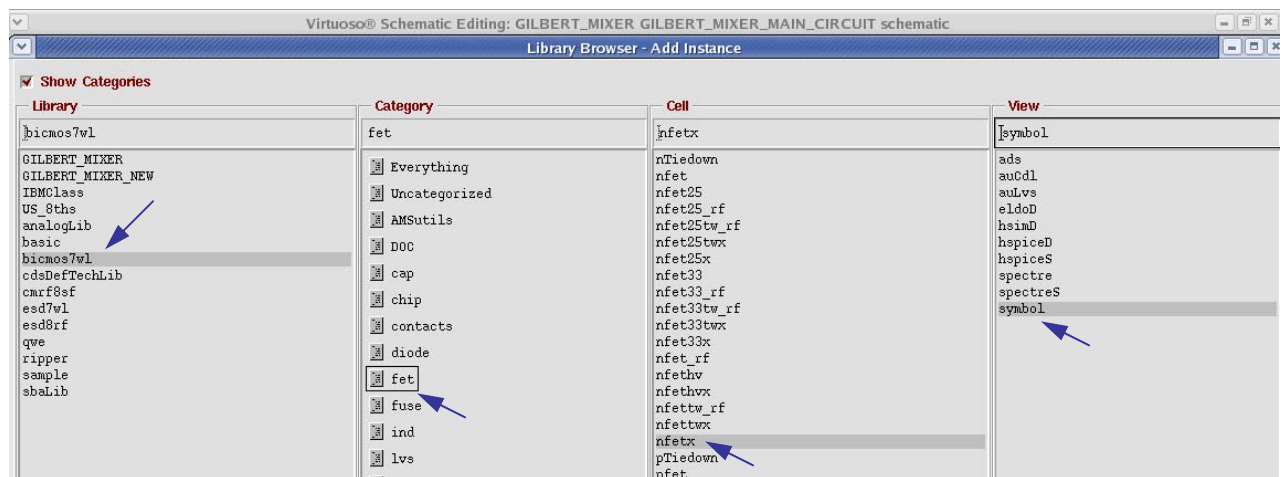 Virtuoso® Schematic Editing: GILBERT_MIXER GILBERT_MIXER_MAIN_CIRCUIT schematic
Library Browser - Add Instance
Show Categories
Library
bicmos7wl
GILBERT_MIXER
GILBERT_MIXER_NEW
IBMClass
US_8ths
analogLib
basic
bicmos7wl
cdsDefTechLib
cmrf8sf
esd7wl
esd8rf
qwe
ripper
sample
sbaLib
Category
fet
Everything
Uncategorized
AMSutils
DOC
cap
chip
contacts
diode
fet
fuse
ind
lvs
Cell
nfetx
nTiedown
nfet
nfet25
nfet25_rf
nfet25tw_rf
nfet25twx
nfet25x
nfet33
nfet33_rf
nfet33tw_rf
nfet33twx
nfet33x
nfet_rf
nfethv
nfethvx
nfettw_rf
nfettwx
nfetx
pTiedown
pfet
View
symbol
ads
auCdl
auLvs
eldoD
hsimD
hspiceD
hspiceS
spectre
spectreS
symbol